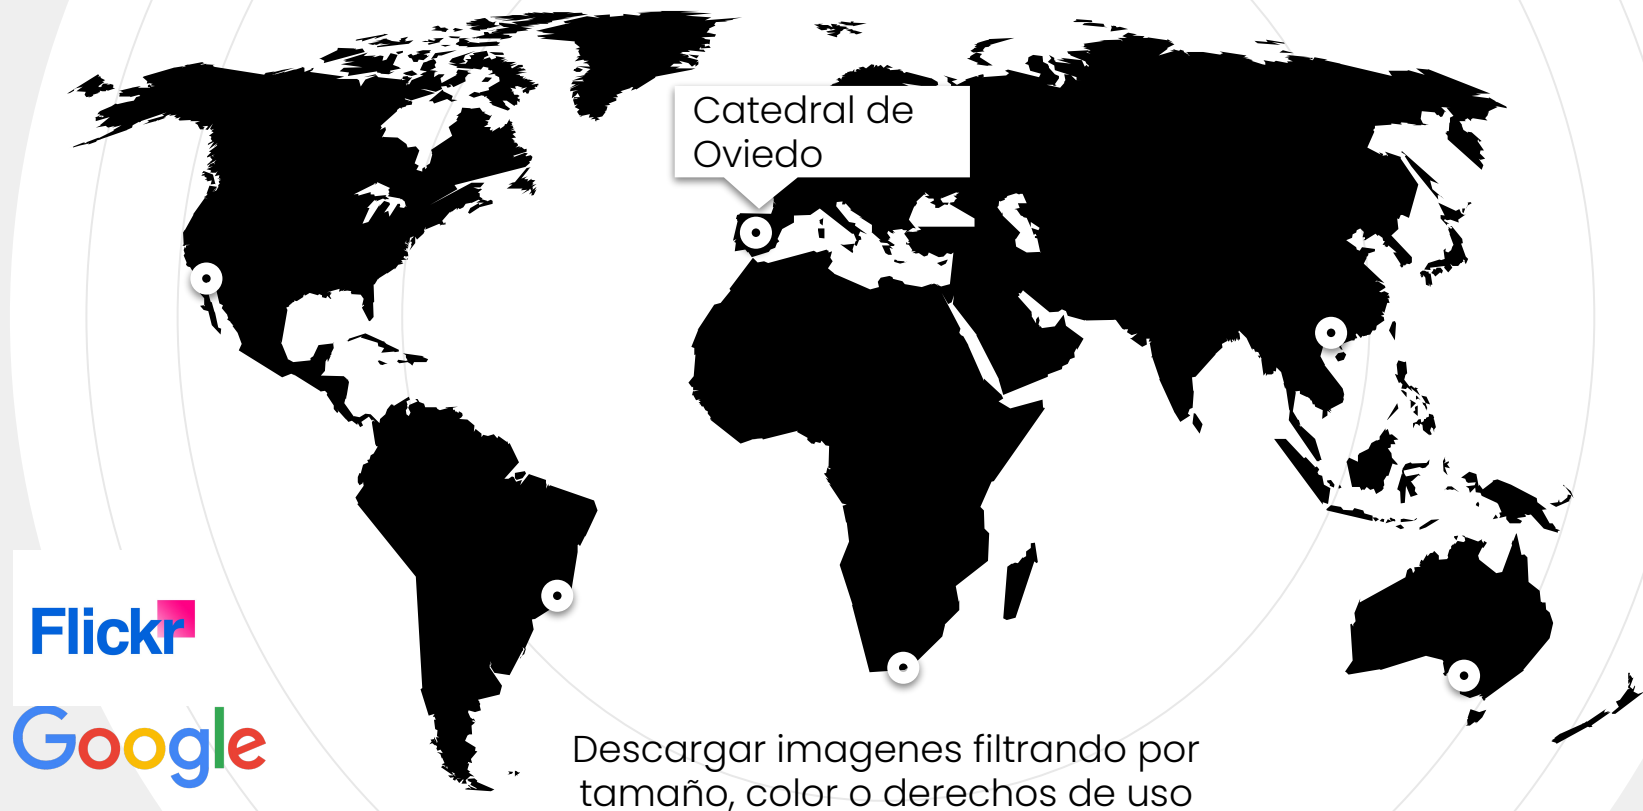 Catedral de
Oviedo
Flickr
Google
Descargar imagenes filtrando por
tamaño, color o derechos de uso